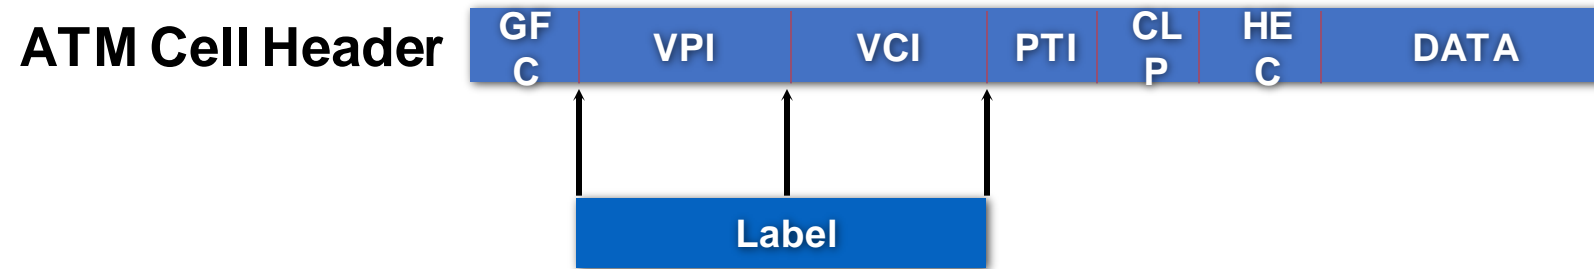 ATM Cell Header
GF
C
VPI
VCI
PTI
CL
P
HE
C
DATA
Label